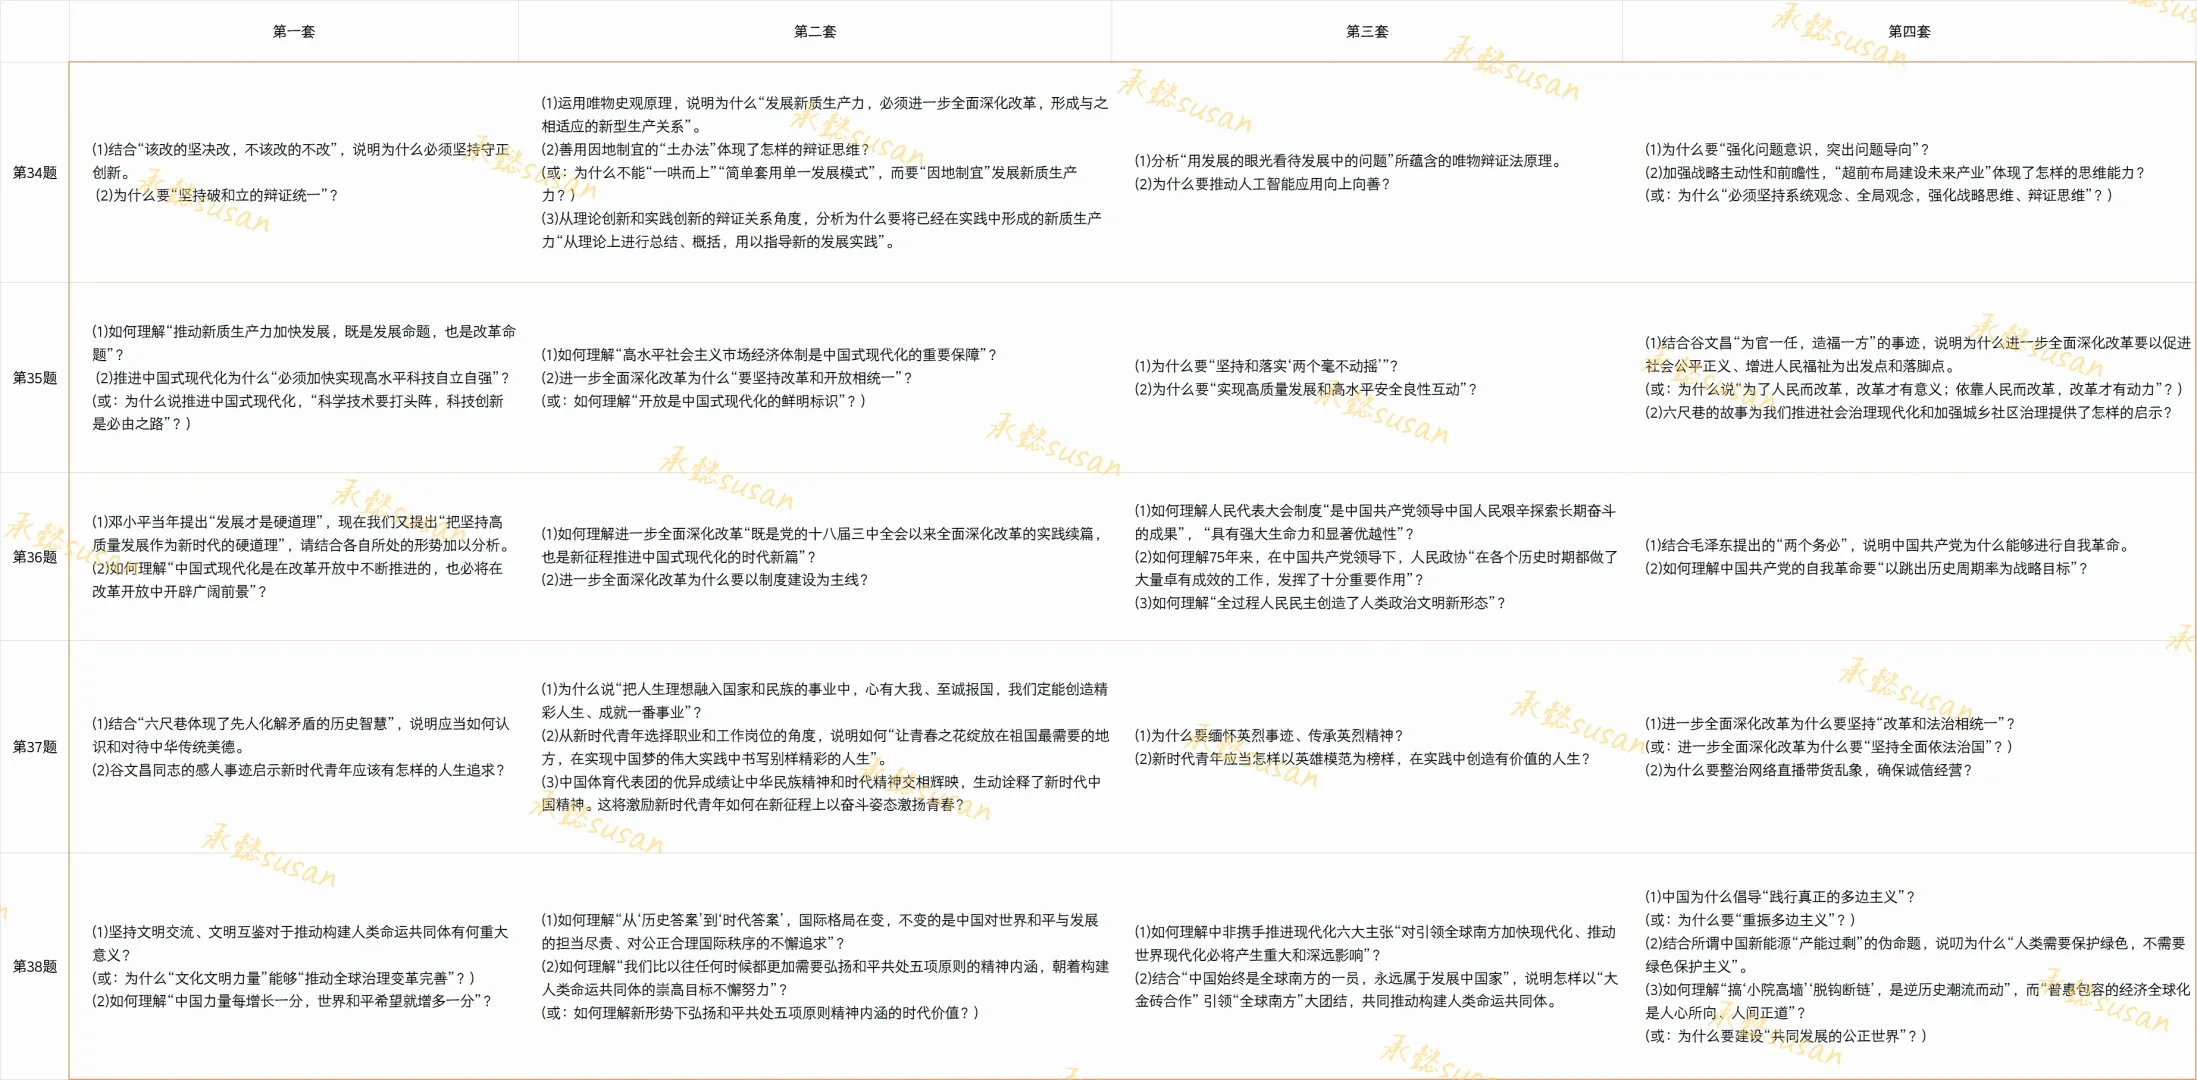 第一套
第二套
第三套
第四套
第34题
(1)结合“该改的坚决改，不该改的不改”，说明为什么必须坚持守正
创新。
(2)为什么要“坚持破和立的辩证统一”？
(1)运用唯物史观原理，说明为什么“发展新质生产力，必须进一步全面深化改革，形成与之
相适应的新型生产关系”。
(2)善用因地制宜的“土办法”体现了怎样的辩证思维？
(或：为什么不能“一哄而上”“简单套用单一发展模式”，而要“因地制宜”发展新质生产
力？)
(3)从理论创新和实践创新的辩证关系角度，分析为什么要将已经在实践中形成的新质生产
力“从理论上进行总结、概括，用以指导新的发展实践”。
(1)分析“用发展的眼光看待发展中的问题”所蕴含的唯物辩证法原理。
(2)为什么要推动人工智能应用向上向善？
(1)为什么要“强化问题意识，突出问题导向”？
(2)加强战略主动性和前瞻性，“超前布局建设未来产业”体现了怎样的思维能力？
(或：为什么“必须坚持系统观念、全局观念，强化战略思维、辩证思维”？)
第35题
(1)如何理解“推动新质生产力加快发展，既是发展命题，也是改革命
题”？
(2)推进中国式现代化为什么“必须加快实现高水平科技自立自强”？
(或：为什么说推进中国式现代化，“科学技术要打头阵，科技创新
是必由之路”？)
(1)如何理解“高水平社会主义市场经济体制是中国式现代化的重要保障”？
(2)进一步全面深化改革为什么“要坚持改革和开放相统一”？
(或：如何理解“开放是中国式现代化的鲜明标识”？)
(1)为什么要“坚持和落实‘两个毫不动摇’”？
(2)为什么要“实现高质量发展和高水平安全良性互动”？
(1)结合谷文昌“为官一任，造福一方”的事迹，说明为什么进一步全面深化改革要以促进
社会公平正义、增进人民福祉为出发点和落脚点。
(或：为什么说“为了人民而改革，改革才有意义；依靠人民而改革，改革才有动力”？)
(2)六尺巷的故事为我们推进社会治理现代化和加强城乡社区治理提供了怎样的启示？
第36题
(1)邓小平当年提出“发展才是硬道理”，现在我们又提出“把坚持高
质量发展作为新时代的硬道理”，请结合各自所处的形势加以分析。
(2)如何理解“中国式现代化是在改革开放中不断推进的，也必将在
改革开放中开辟广阔前景”？
(1)如何理解进一步全面深化改革“既是党的十八届三中全会以来全面深化改革的实践续篇，
也是新征程推进中国式现代化的时代新篇”？
(2)进一步全面深化改革为什么要以制度建设为主线？
(1)如何理解人民代表大会制度“是中国共产党领导中国人民艰辛探索长期奋斗
的成果”，“具有强大生命力和显著优越性”？
(2)如何理解75年来，在中国共产党领导下，人民政协“在各个历史时期都做了
大量卓有成效的工作，发挥了十分重要作用”？
(3)如何理解“全过程人民民主创造了人类政治文明新形态”？
(1)结合毛泽东提出的“两个务必”，说明中国共产党为什么能够进行自我革命。
(2)如何理解中国共产党的自我革命要“以跳出历史周期率为战略目标”？
第37题
(1)结合“六尺巷体现了先人化解矛盾的历史智慧”，说明应当如何认
识和对待中华传统美德。
(2)谷文昌同志的感人事迹启示新时代青年应该有怎样的人生追求？
(1)为什么说“把人生理想融入国家和民族的事业中，心有大我、至诚报国，我们定能创造精
彩人生、成就一番事业”？
(2)从新时代青年选择职业和工作岗位的角度，说明如何“让青春之花绽放在祖国最需要的地
方，在实现中国梦的伟大实践中书写别样精彩的人生”。
(3)中国体育代表团的优异成绩让中华民族精神和时代精神交相辉映，生动诠释了新时代中
国精神。这将激励新时代青年如何在新征程上以奋斗姿态激扬青春？
(1)为什么要缅怀英烈事迹、传承英烈精神？
(2)新时代青年应当怎样以英雄模范为榜样，在实践中创造有价值的人生？
(1)进一步全面深化改革为什么要坚持“改革和法治相统一”？
(或：进一步全面深化改革为什么要“坚持全面依法治国”？)
(2)为什么要整治网络直播带货乱象，确保诚信经营？
第38题
(1)坚持文明交流、文明互鉴对于推动构建人类命运共同体有何重大
意义？
(或：为什么“文化文明力量”能够“推动全球治理变革完善”？)
(2)如何理解“中国力量每增长一分，世界和平希望就增多一分”？
(1)如何理解“从‘历史答案’到‘时代答案’，国际格局在变，不变的是中国对世界和平与发展
的担当尽责、对公正合理国际秩序的不懈追求”？
(2)如何理解“我们比以往任何时候都更加需要弘扬和平共处五项原则的精神内涵，朝着构建
人类命运共同体的崇高目标不懈努力”？
(或：如何理解新形势下弘扬和平共处五项原则精神内涵的时代价值？)
(1)如何理解中非携手推进现代化六大主张“对引领全球南方加快现代化、推动
世界现代化必将产生重大和深远影响”？
(2)结合“中国始终是全球南方的一员，永远属于发展中国家”，说明怎样以“大
金砖合作” 引领“全球南方”大团结，共同推动构建人类命运共同体。
(1)中国为什么倡导“践行真正的多边主义”？
(或：为什么要“重振多边主义”？)
(2)结合所谓中国新能源“产能过剩”的伪命题，说叨为什么“人类需要保护绿色，不需要
绿色保护主义”。
(3)如何理解“搞‘小院高墙’‘脱钩断链’，是逆历史潮流而动”，而“普惠包容的经济全球化
是人心所向、人间正道”？
(或：为什么要建设“共同发展的公正世界”？)
承懿susan